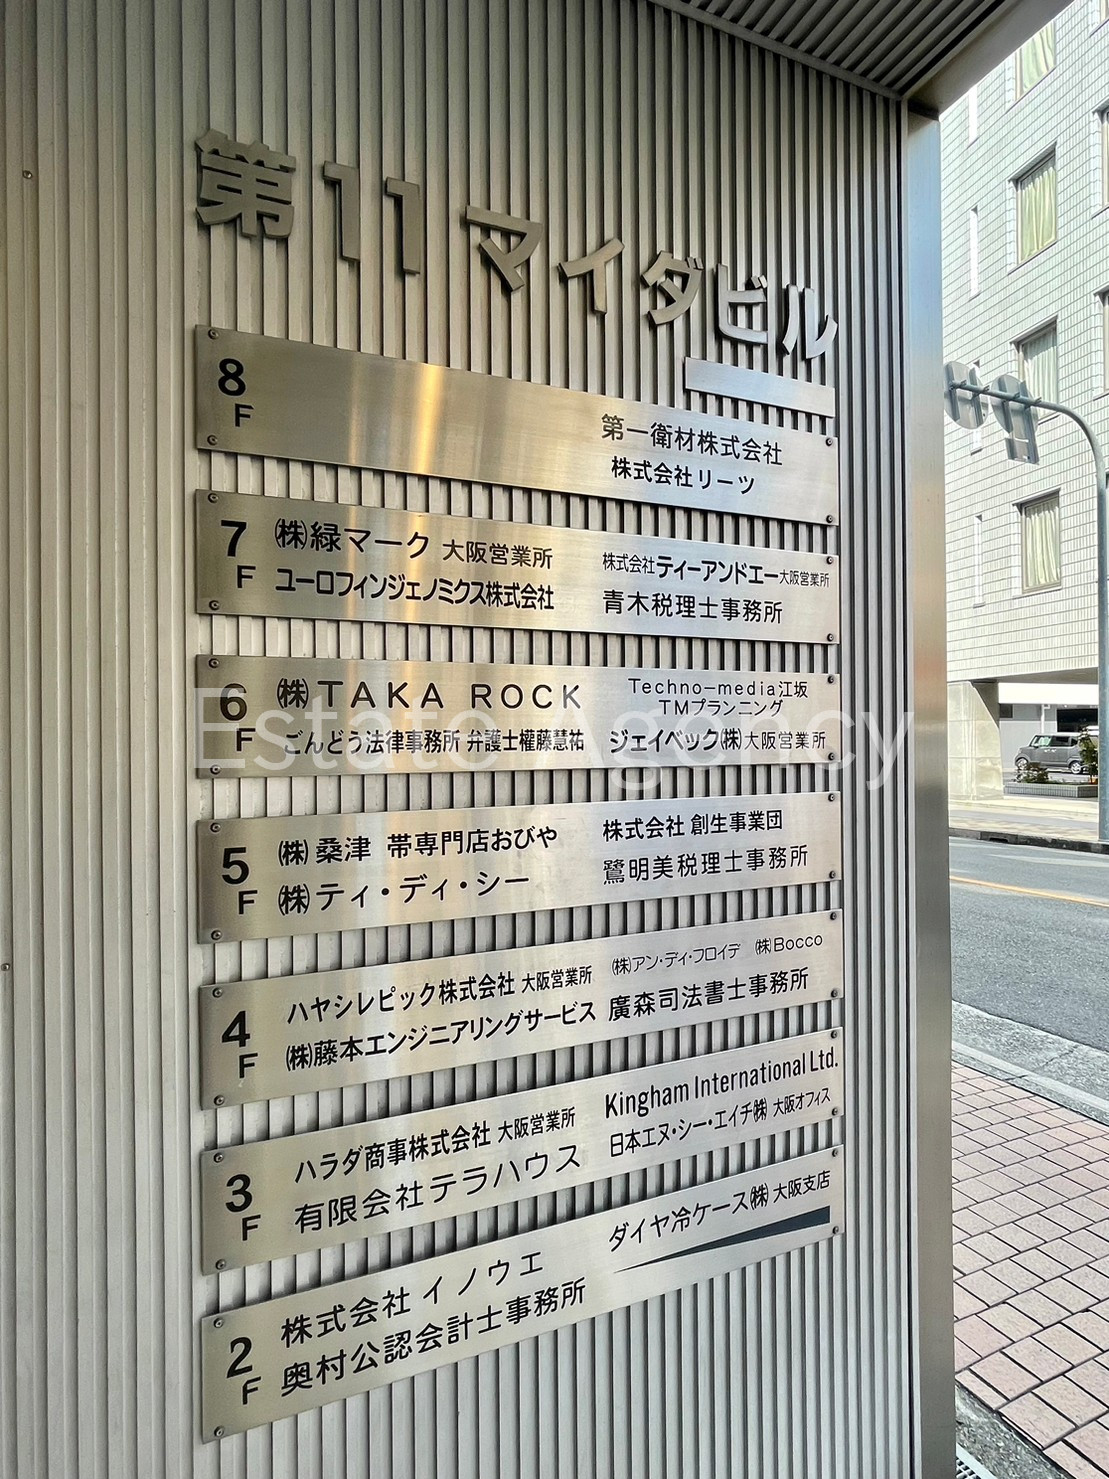 第11マイダビル
8F
第一衛材株式会社
株式会社リーツ
7F
㈱緑マーク 大阪営業所
ユーロフィンジェノミクス株式会社
株式会社ティーアンドエー大阪営業所
青木税理士事務所
6F
㈱TAKA ROCK
ごんどう法律事務所 弁護士權藤慧祐
Techno-media江坂
TMプランニング
ジェイベック㈱大阪営業所
Estate Agency
5F
㈱桑津 帯専門店おびや
㈱ティ・ディ・シー
株式会社 創生事業団
鷺明美税理士事務所
4F
ハヤシレピック株式会社 大阪営業所
㈱藤本エンジニアリングサービス
㈱アン・ディ・フロイデ ㈱Bocco
廣森司法書士事務所
3F
ハラダ商事株式会社 大阪営業所
有限会社テラハウス
Kingham International Ltd.
日本エヌ・シー・エイチ㈱ 大阪オフィス
2F
株式会社 イノウエ
奥村公認会計士事務所
ダイヤ冷ケース㈱ 大阪支店